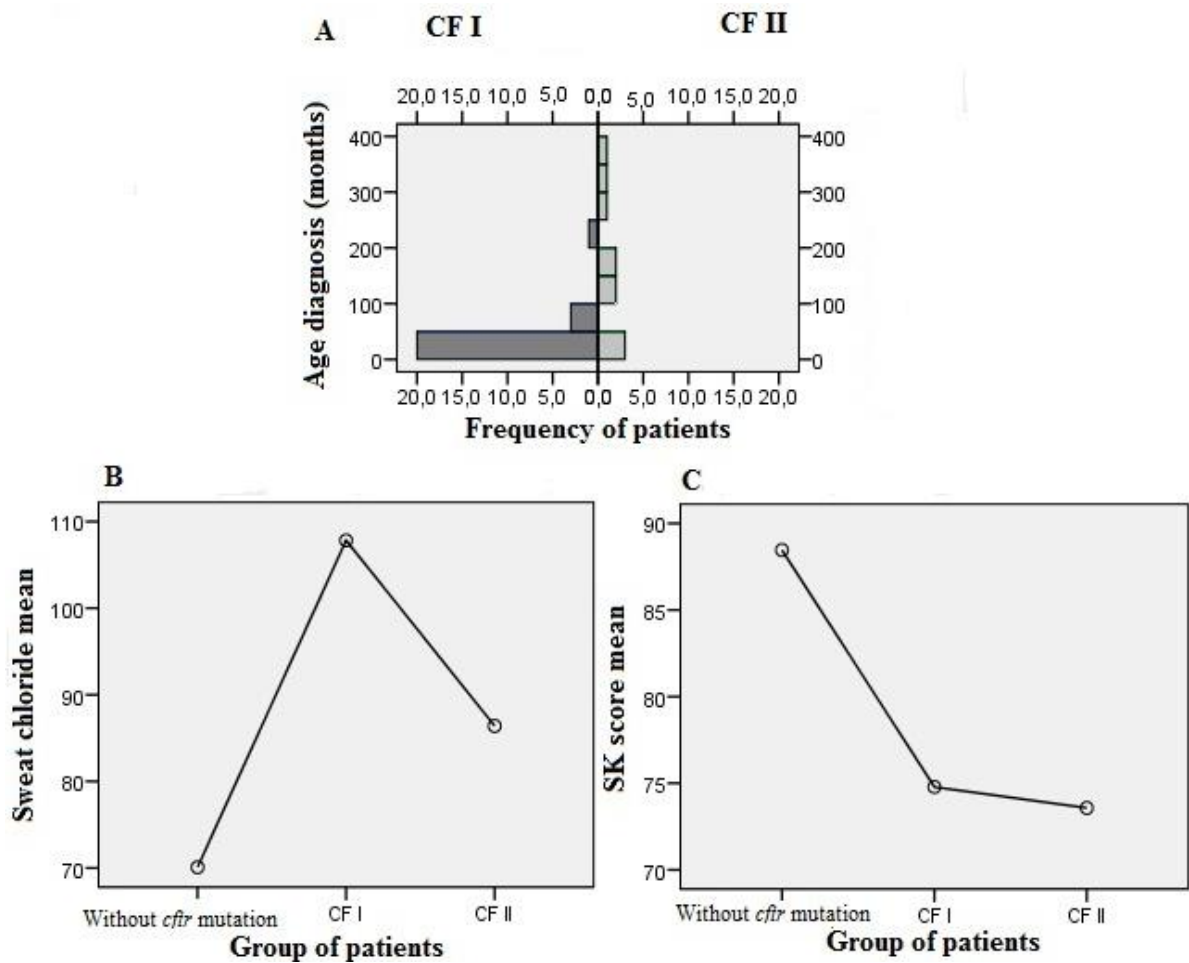 A CF I CF II
20,0 15,0 10,0 5,0 0,0 5,0 10,0 15,0 20,0
Age diagnosis (months)
400 400
300 300
200 200
100 100
0 0
20,0 15,0 10,0 5,0 0,0 5,0 10,0 15,0 20,0
Frequency of patients
B
Sweat chloride mean
110
100
90
80
70
Without cftr mutation CF I CF II
Group of patients
C
SK score mean
90
85
80
75
70
Without cftr mutation CF I CF II
Group of patients